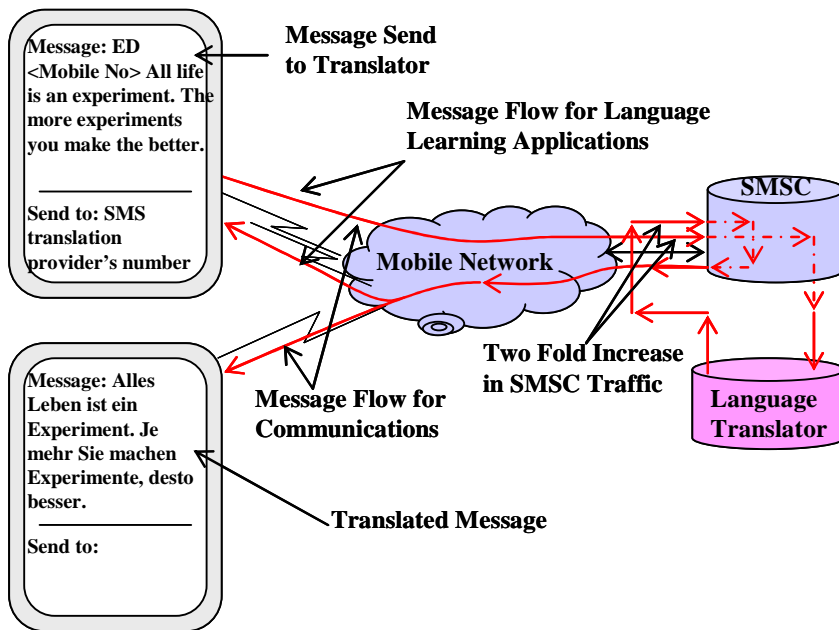 Message: ED
<Mobile No> All life
is an experiment. The
more experiments
you make the better.
Send to: SMS
translation
provider's number
Message Send
to Translator
Message Flow for Language
Learning Applications
SMSC
Mobile Network
Two Fold Increase
in SMSC Traffic
Language
Translator
Message Flow for
Communications
Message: Alles
Leben ist ein
Experiment. Je
mehr Sie machen
Experimente, desto
besser.
Send to:
Translated Message